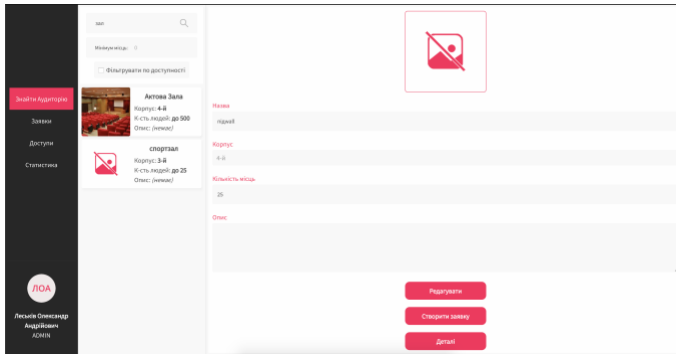 Знайти Аудиторію
Заявки
Доступи
Статистика
ЛОА
Леськів Олександр
Андрійович
ADMIN
зал
Мінімум місць: 0
Фільтрувати по доступності
Актова Зала
Корпус: 4-й
К-сть людей: до 500
Опис: (немає)
спортзал
Корпус: 3-й
К-сть людей: до 25
Опис: (немає)
Назва
Корпус
4-й
Кількість місць
25
Опис
Редагувати
Створити заявку
Деталі